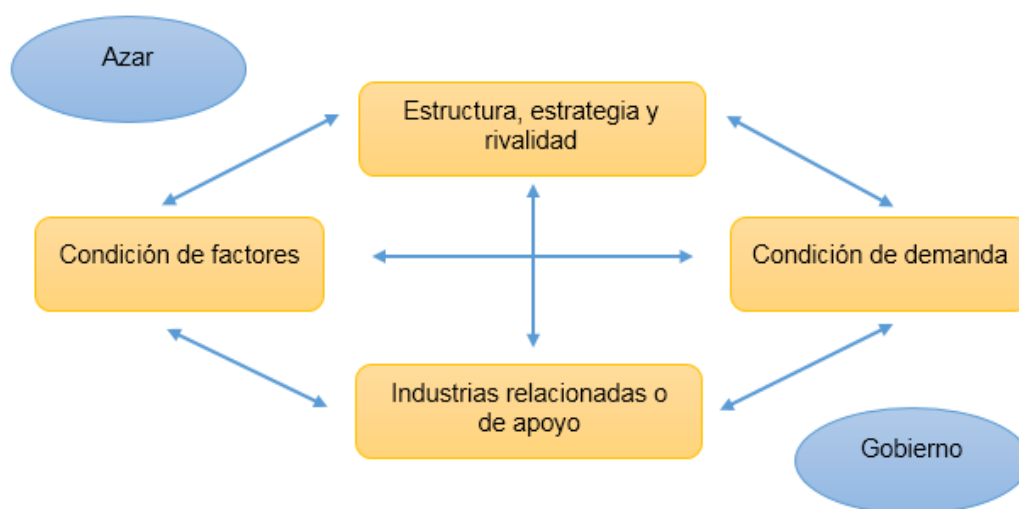 Azar
Estructura, estrategia y
rivalidad
Condición de factores
Condición de demanda
Industrias relacionadas o
de apoyo
Gobierno